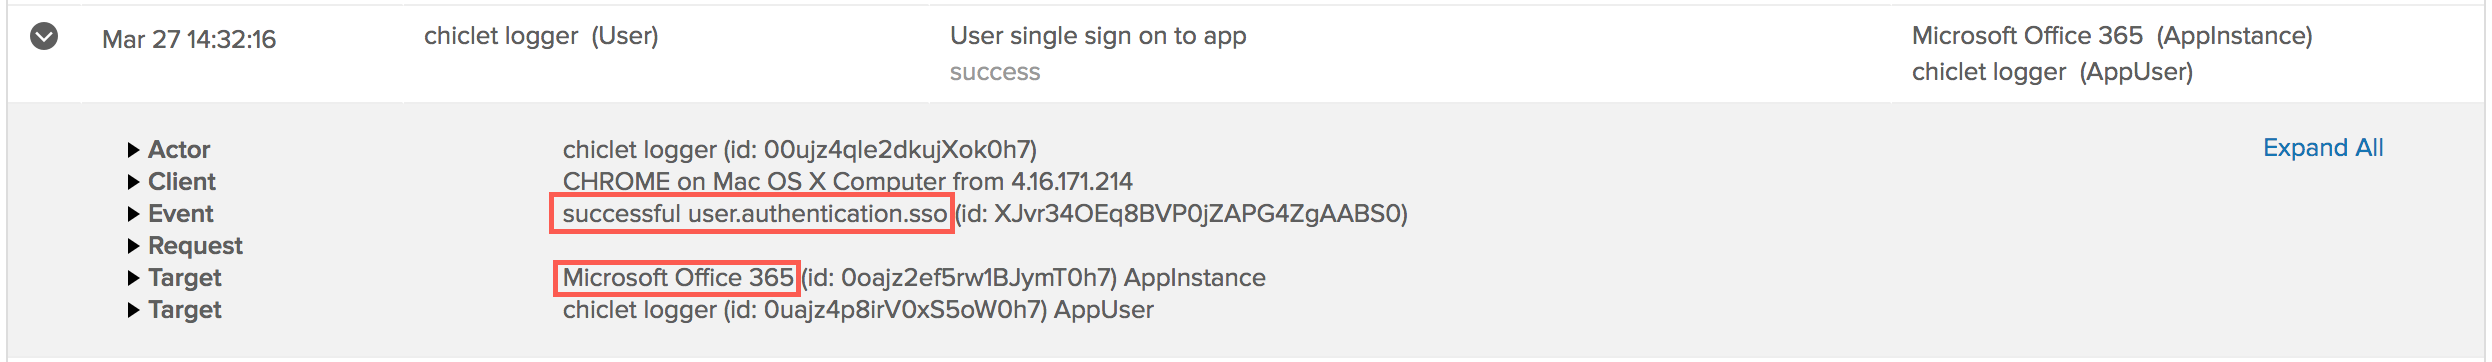 Mar 27 14:32:16 chiclet logger (User) User single sign on to app Microsoft Office 365 (AppInstance)
success chiclet logger (AppUser)
Actor chiclet logger (id: 00ujz4qle2dkujXok0h7) Expand All
Client CHROME on Mac OS X Computer from 4.16.171.214
Event successful user.authentication.sso (id: XJvr34OEq8BVP0jZAPG4ZgAABS0)
Request
Target Microsoft Office 365 (id: 0oajz2ef5rw1BJymT0h7) AppInstance
Target chiclet logger (id: 0uajz4p8irV0xS5oW0h7) AppUser